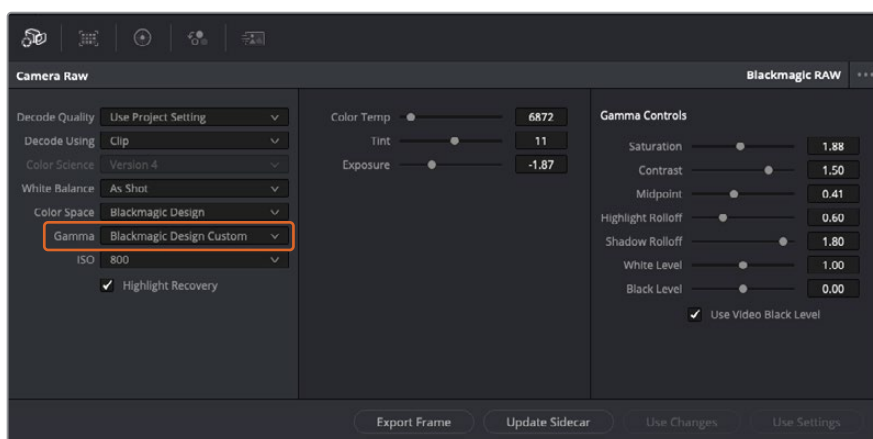 Camera Raw
Blackmagic RAW
Decode Quality Use Project Setting
Decode Using Clip
Color Science Version 4
White Balance As Shot
Color Space Blackmagic Design
Gamma Blackmagic Design Custom
ISO 800
Highlight Recovery
Color Temp 6872
Tint 11
Exposure -1.87
Gamma Controls
Saturation 1.88
Contrast 1.50
Midpoint 0.41
Highlight Rolloff 0.60
Shadow Rolloff 1.80
White Level 1.00
Black Level 0.00
Use Video Black Level
Export Frame
Update Sidecar
Use Changes
Use Settings